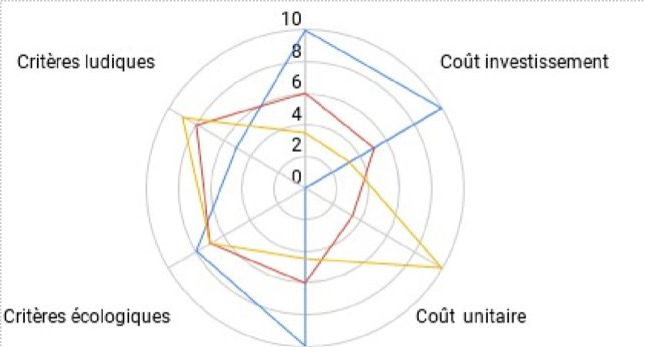 10
Critères ludiques
8
Coût investissement
6
4
2
0
Critères écologiques
Coût unitaire